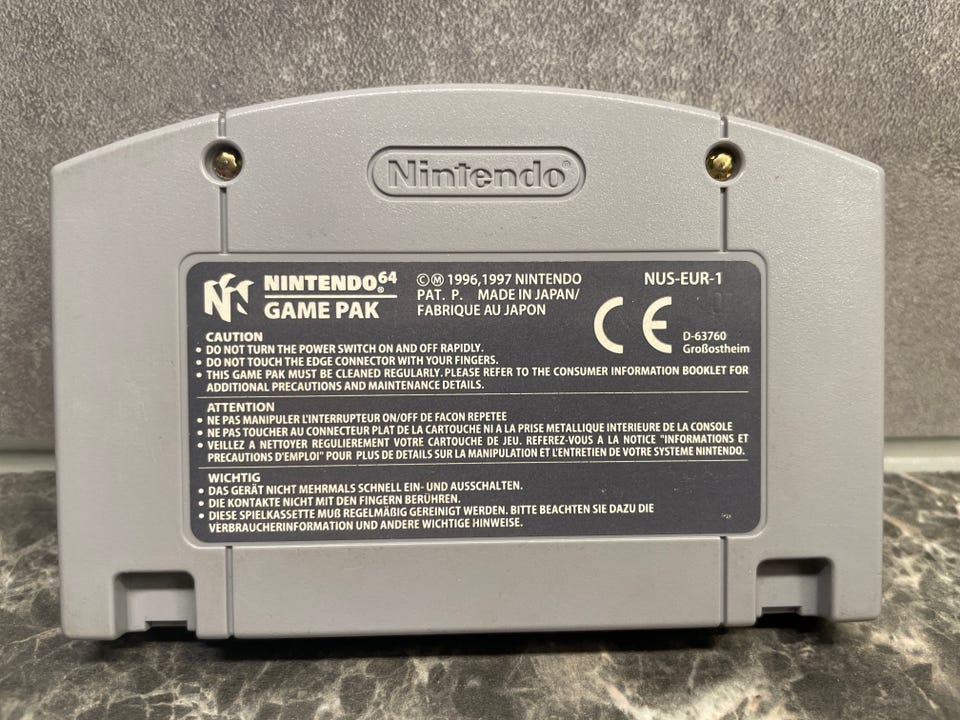 Nintendo®
NINTENDO64®
GAME PAK
©Ⓜ 1996,1997 NINTENDO
PAT. P. MADE IN JAPAN/
FABRIQUE AU JAPON
NUS-EUR-1
CE
D-63760
Großostheim
CAUTION
• DO NOT TURN THE POWER SWITCH ON AND OFF RAPIDLY.
• DO NOT TOUCH THE EDGE CONNECTOR WITH YOUR FINGERS.
• THIS GAME PAK MUST BE CLEANED REGULARLY. PLEASE REFER TO THE CONSUMER INFORMATION BOOKLET FOR
ADDITIONAL PRECAUTIONS AND MAINTENANCE DETAILS.
ATTENTION
• NE PAS MANIPULER L'INTERRUPTEUR ON/OFF DE FACON REPETEE
• NE PAS TOUCHER AU CONNECTEUR PLAT DE LA CARTOUCHE NI A LA PRISE METALLIQUE INTERIEURE DE LA CONSOLE
• VEILLEZ A NETTOYER REGULIEREMENT VOTRE CARTOUCHE DE JEU. REFEREZ-VOUS A LA NOTICE "INFORMATIONS ET
PRECAUTIONS D'EMPLOI" POUR PLUS DE DETAILS SUR LA MANIPULATION ET L'ENTRETIEN DE VOTRE SYSTEME NINTENDO.
WICHTIG
• DAS GERÄT NICHT MEHRMALS SCHNELL EIN- UND AUSSCHALTEN.
• DIE KONTAKTE NICHT MIT DEN FINGERN BERÜHREN.
• DIESE SPIELKASSETTE MUß REGELMÄßIG GEREINIGT WERDEN. BITTE BEACHTEN SIE DAZU DIE
VERBRAUCHERINFORMATION UND ANDERE WICHTIGE HINWEISE.